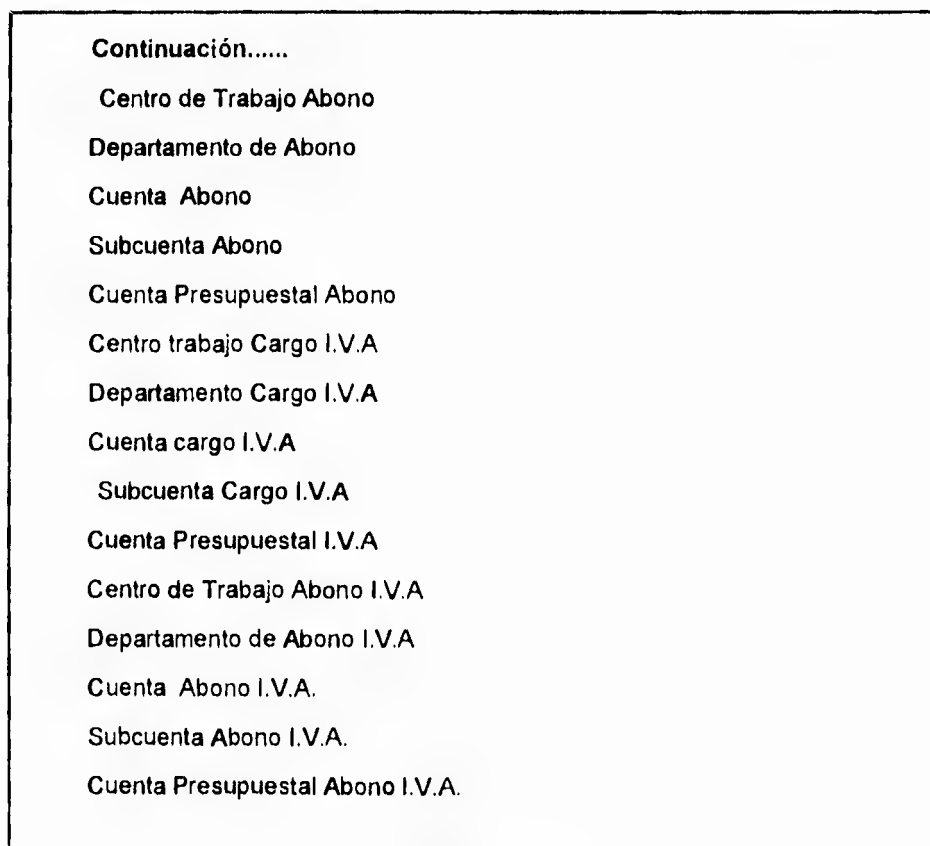 Continuación......
Centro de Trabajo Abono
Departamento de Abono
Cuenta Abono
Subcuenta Abono
Cuenta Presupuestal Abono
Centro trabajo Cargo I.V.A
Departamento Cargo I.V.A
Cuenta cargo I.V.A
Subcuenta Cargo I.V.A
Cuenta Presupuestal I.V.A
Centro de Trabajo Abono I.V.A
Departamento de Abono I.V.A
Cuenta Abono I.V.A.
Subcuenta Abono I.V.A.
Cuenta Presupuestal Abono I.V.A.